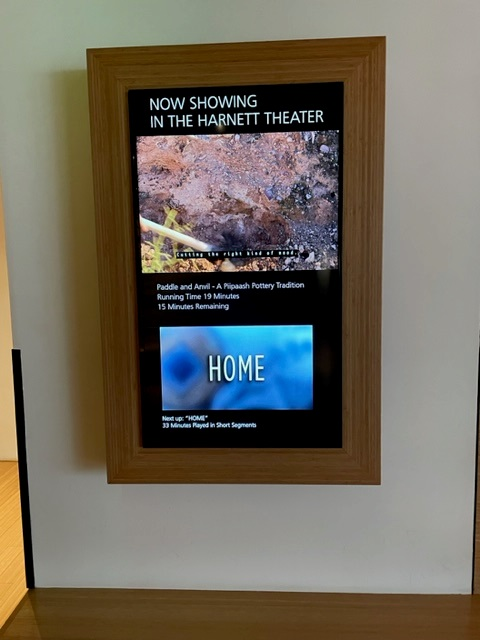 NOW SHOWING
IN THE HARNETT THEATER
Cutting the right kind of wood
Paddle and Anvil - A Piipaash Pottery Tradition
Running Time 19 Minutes
15 Minutes Remaining
HOME
Next up: "HOME"
33 Minutes Played in Short Segments